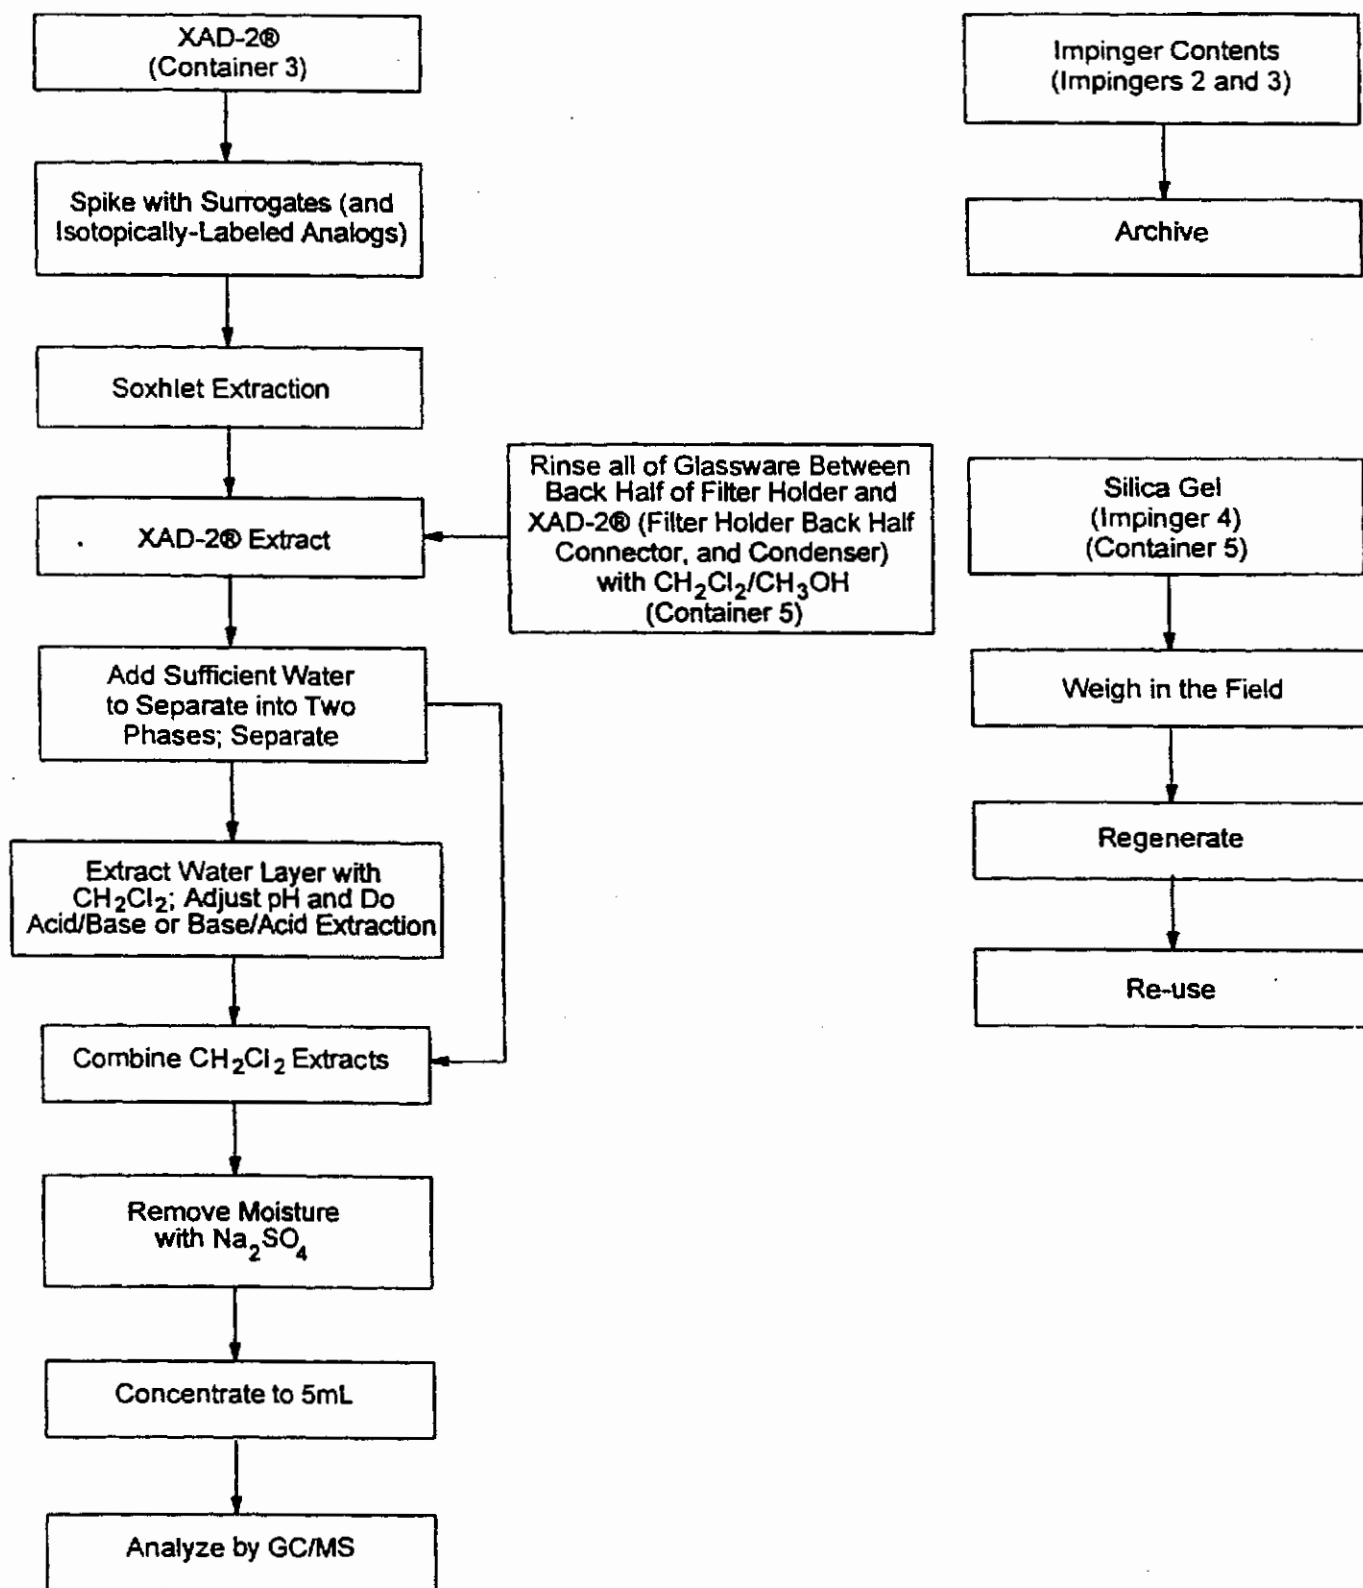 XAD-2®
(Container 3)
Spike with Surrogates (and
Isotopically-Labeled Analogs)
Soxhlet Extraction
XAD-2® Extract
Rinse all of Glassware Between
Back Half of Filter Holder and
XAD-2® (Filter Holder Back Half
Connector, and Condenser)
with CH₂Cl₂/CH₃OH
(Container 5)
Add Sufficient Water
to Separate into Two
Phases; Separate
Extract Water Layer with
CH₂Cl₂; Adjust pH and Do
Acid/Base or Base/Acid Extraction
Combine CH₂Cl₂ Extracts
Remove Moisture
with Na₂SO₄
Concentrate to 5mL
Analyze by GC/MS
Impinger Contents
(Impingers 2 and 3)
Archive
Silica Gel
(Impinger 4)
(Container 5)
Weigh in the Field
Regenerate
Re-use